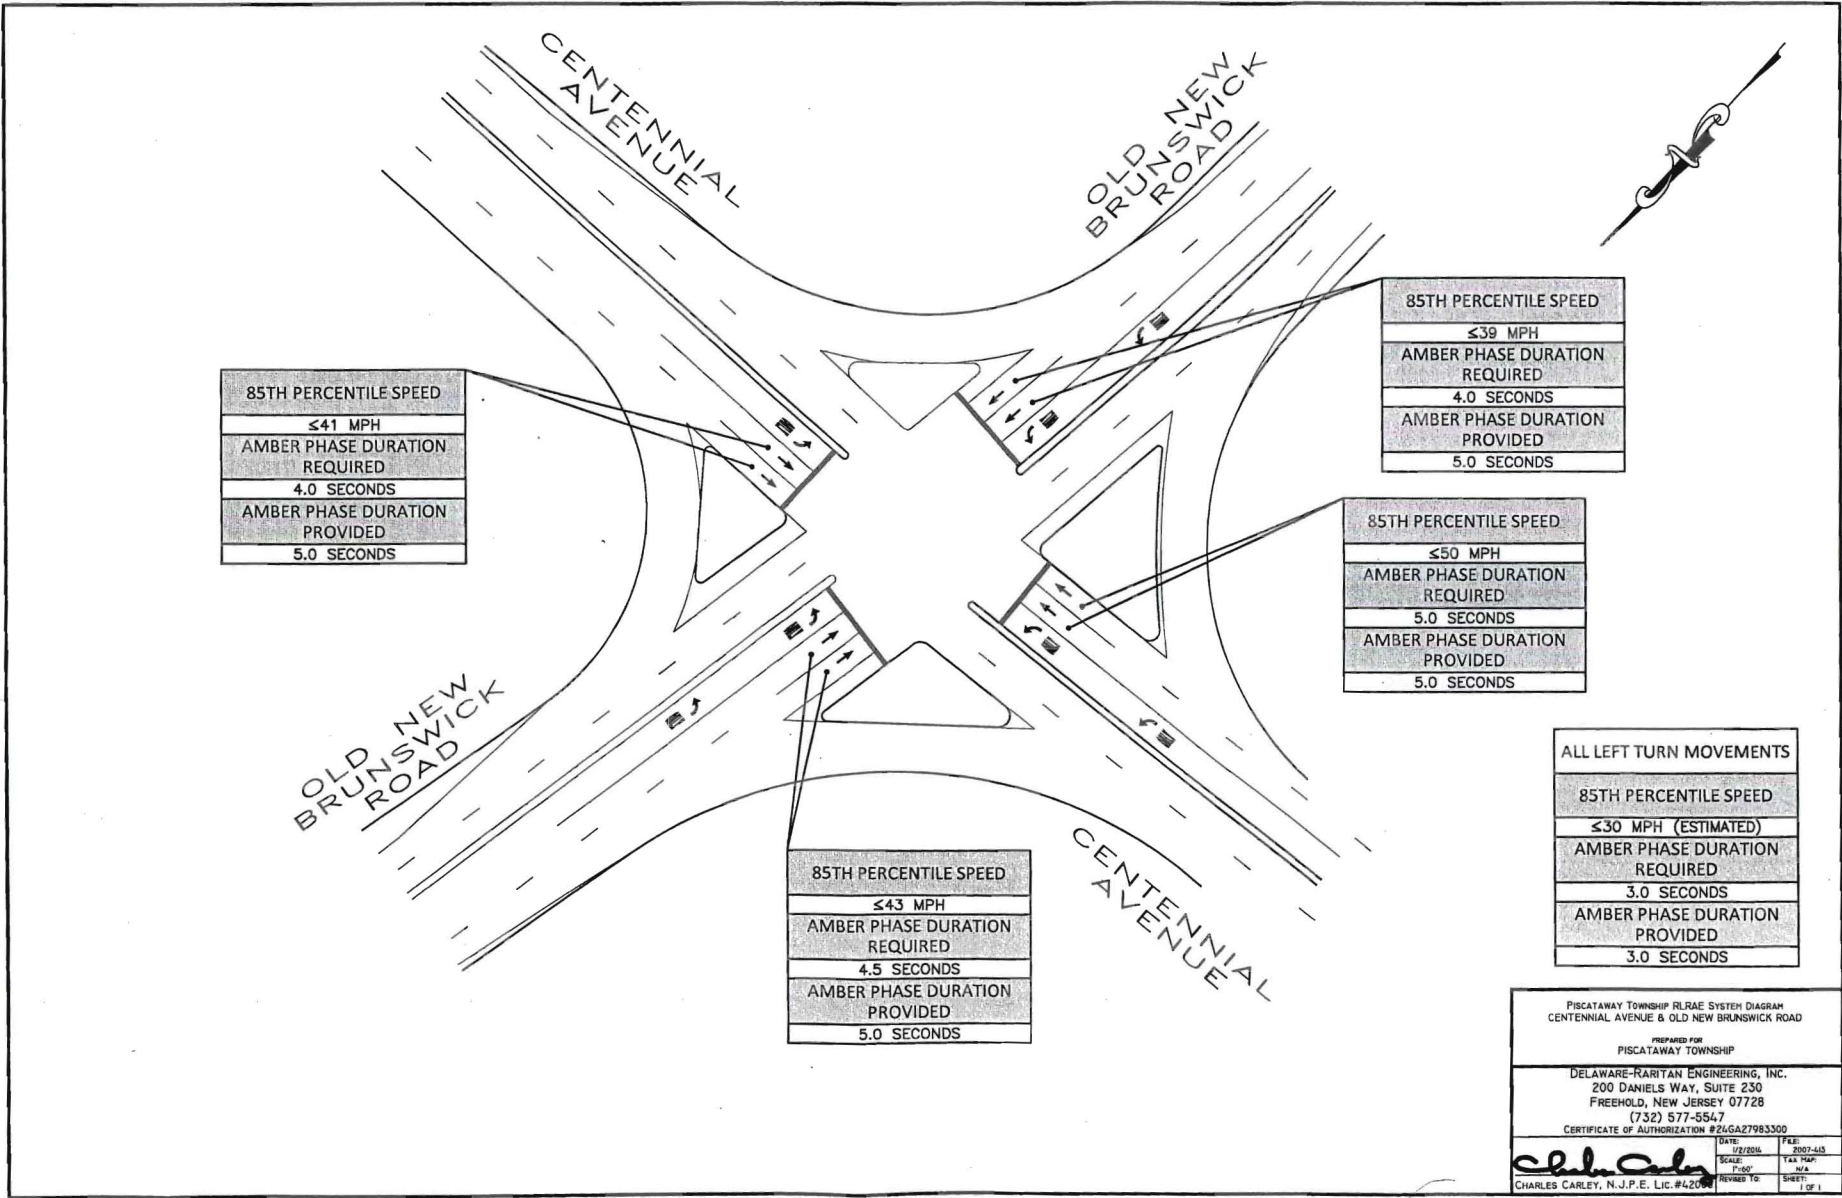 CENTENNIAL
AVENUE
OLD NEW
BRUNSWICK
ROAD
85TH PERCENTILE SPEED
≤39 MPH
AMBER PHASE DURATION
REQUIRED
4.0 SECONDS
AMBER PHASE DURATION
PROVIDED
5.0 SECONDS
85TH PERCENTILE SPEED
≤41 MPH
AMBER PHASE DURATION
REQUIRED
4.0 SECONDS
AMBER PHASE DURATION
PROVIDED
5.0 SECONDS
85TH PERCENTILE SPEED
≤50 MPH
AMBER PHASE DURATION
REQUIRED
5.0 SECONDS
AMBER PHASE DURATION
PROVIDED
5.0 SECONDS
OLD NEW
BRUNSWICK
ROAD
85TH PERCENTILE SPEED
≤43 MPH
AMBER PHASE DURATION
REQUIRED
4.5 SECONDS
AMBER PHASE DURATION
PROVIDED
5.0 SECONDS
CENTENNIAL
AVENUE
ALL LEFT TURN MOVEMENTS
85TH PERCENTILE SPEED
≤30 MPH (ESTIMATED)
AMBER PHASE DURATION
REQUIRED
3.0 SECONDS
AMBER PHASE DURATION
PROVIDED
3.0 SECONDS
PISCATAWAY TOWNSHIP RLRAE SYSTEM DIAGRAM
CENTENNIAL AVENUE & OLD NEW BRUNSWICK ROAD
PREPARED FOR
PISCATAWAY TOWNSHIP
DELAWARE-RARITAN ENGINEERING, INC.
200 DANIELS WAY, SUITE 230
FREEHOLD, NEW JERSEY 07728
(732) 577-5547
CERTIFICATE OF AUTHORIZATION #24GA27983300
Charles Carley
CHARLES CARLEY, N.J.P.E. LIC.
DATE:
1/2/2014
FILE:
2007-413
SCALE:
1"=60'
TAX MAP:
N/A
REVISED TO:
SHEET:
1 OF 1